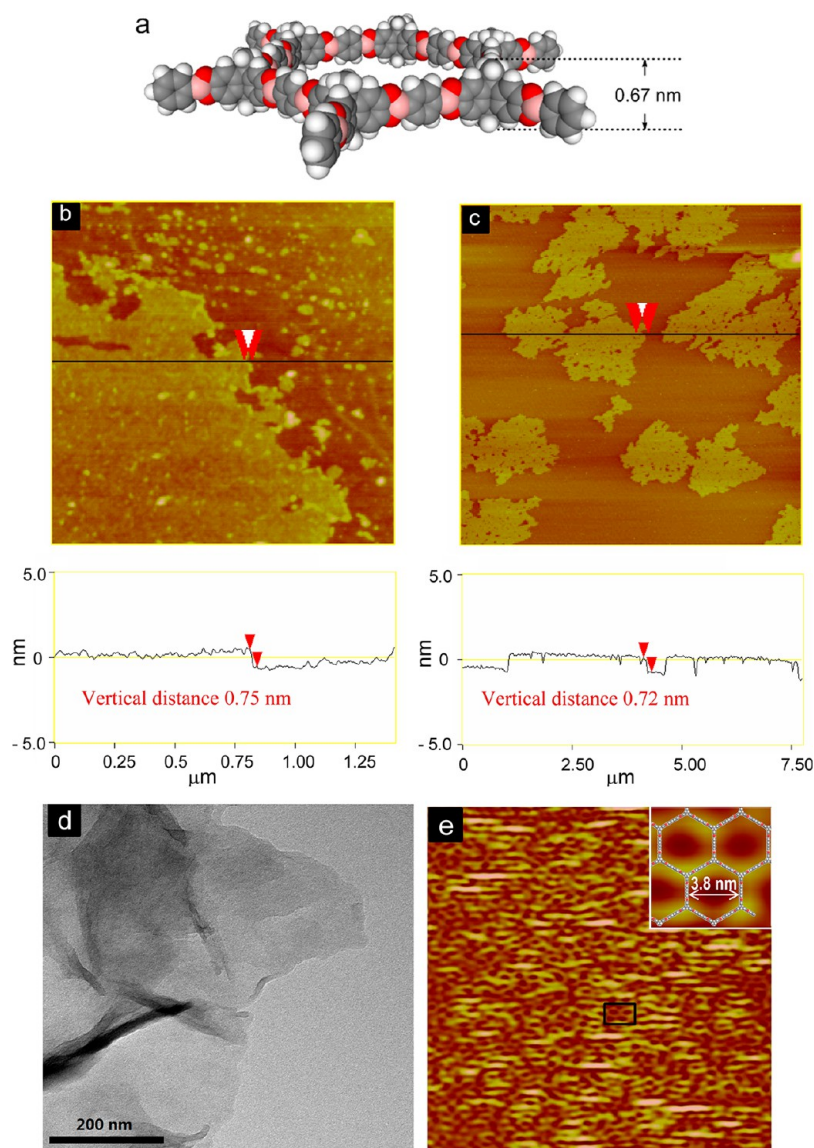 a
0.67 nm
b
c
5.0
nm
0
- 5.0
Vertical distance 0.75 nm
0 0.25 0.50 0.75 1.00 1.25
μm
5.0
nm
0
- 5.0
Vertical distance 0.72 nm
0 2.50 5.00 7.50
μm
d
200 nm
e
3.8 nm